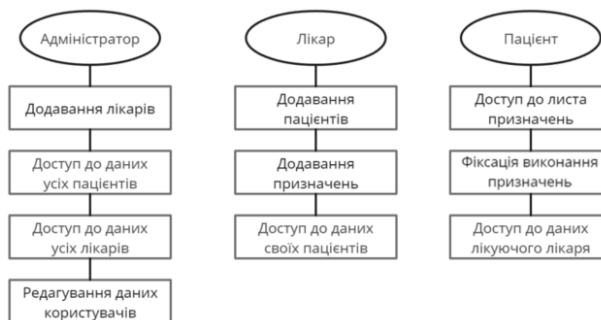 Адміністратор
Додавання лікарів
Доступ до даних
усіх пацієнтів
Доступ до даних
усіх лікарів
Редагування даних
користувачів
Лікар
Додавання
пацієнтів
Додавання
призначень
Доступ до даних
своїх пацієнтів
Пацієнт
Доступ до листа
призначень
Фіксація виконання
призначень
Доступ до даних
лікуючого лікаря